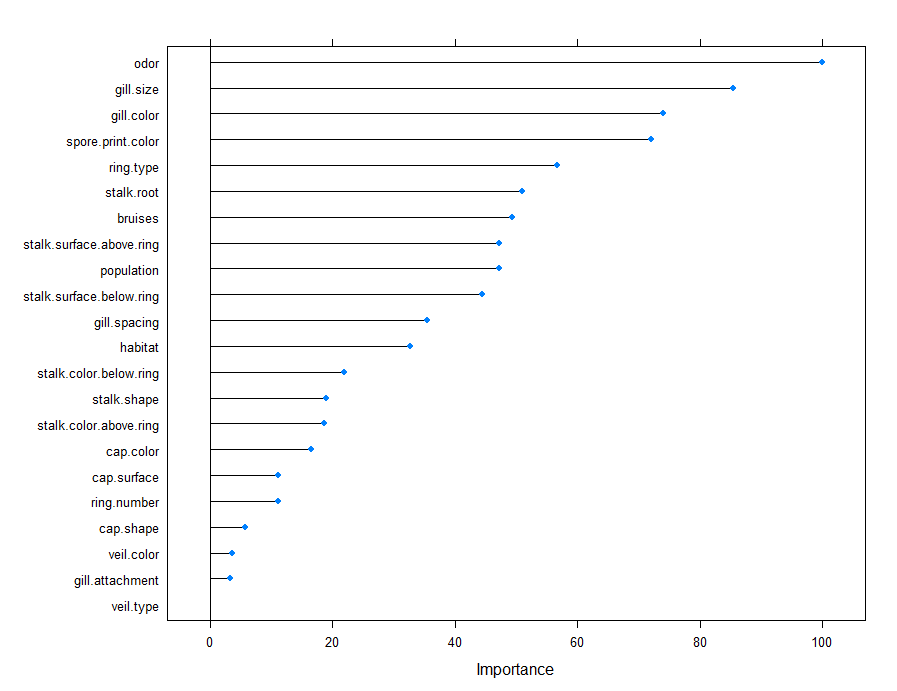 odor
gill.size
gill.color
spore.print.color
ring.type
stalk.root
bruises
stalk.surface.above.ring
population
stalk.surface.below.ring
gill.spacing
habitat
stalk.color.below.ring
stalk.shape
stalk.color.above.ring
cap.color
cap.surface
ring.number
cap.shape
veil.color
gill.attachment
veil.type
0 20 40 60 80 100
Importance